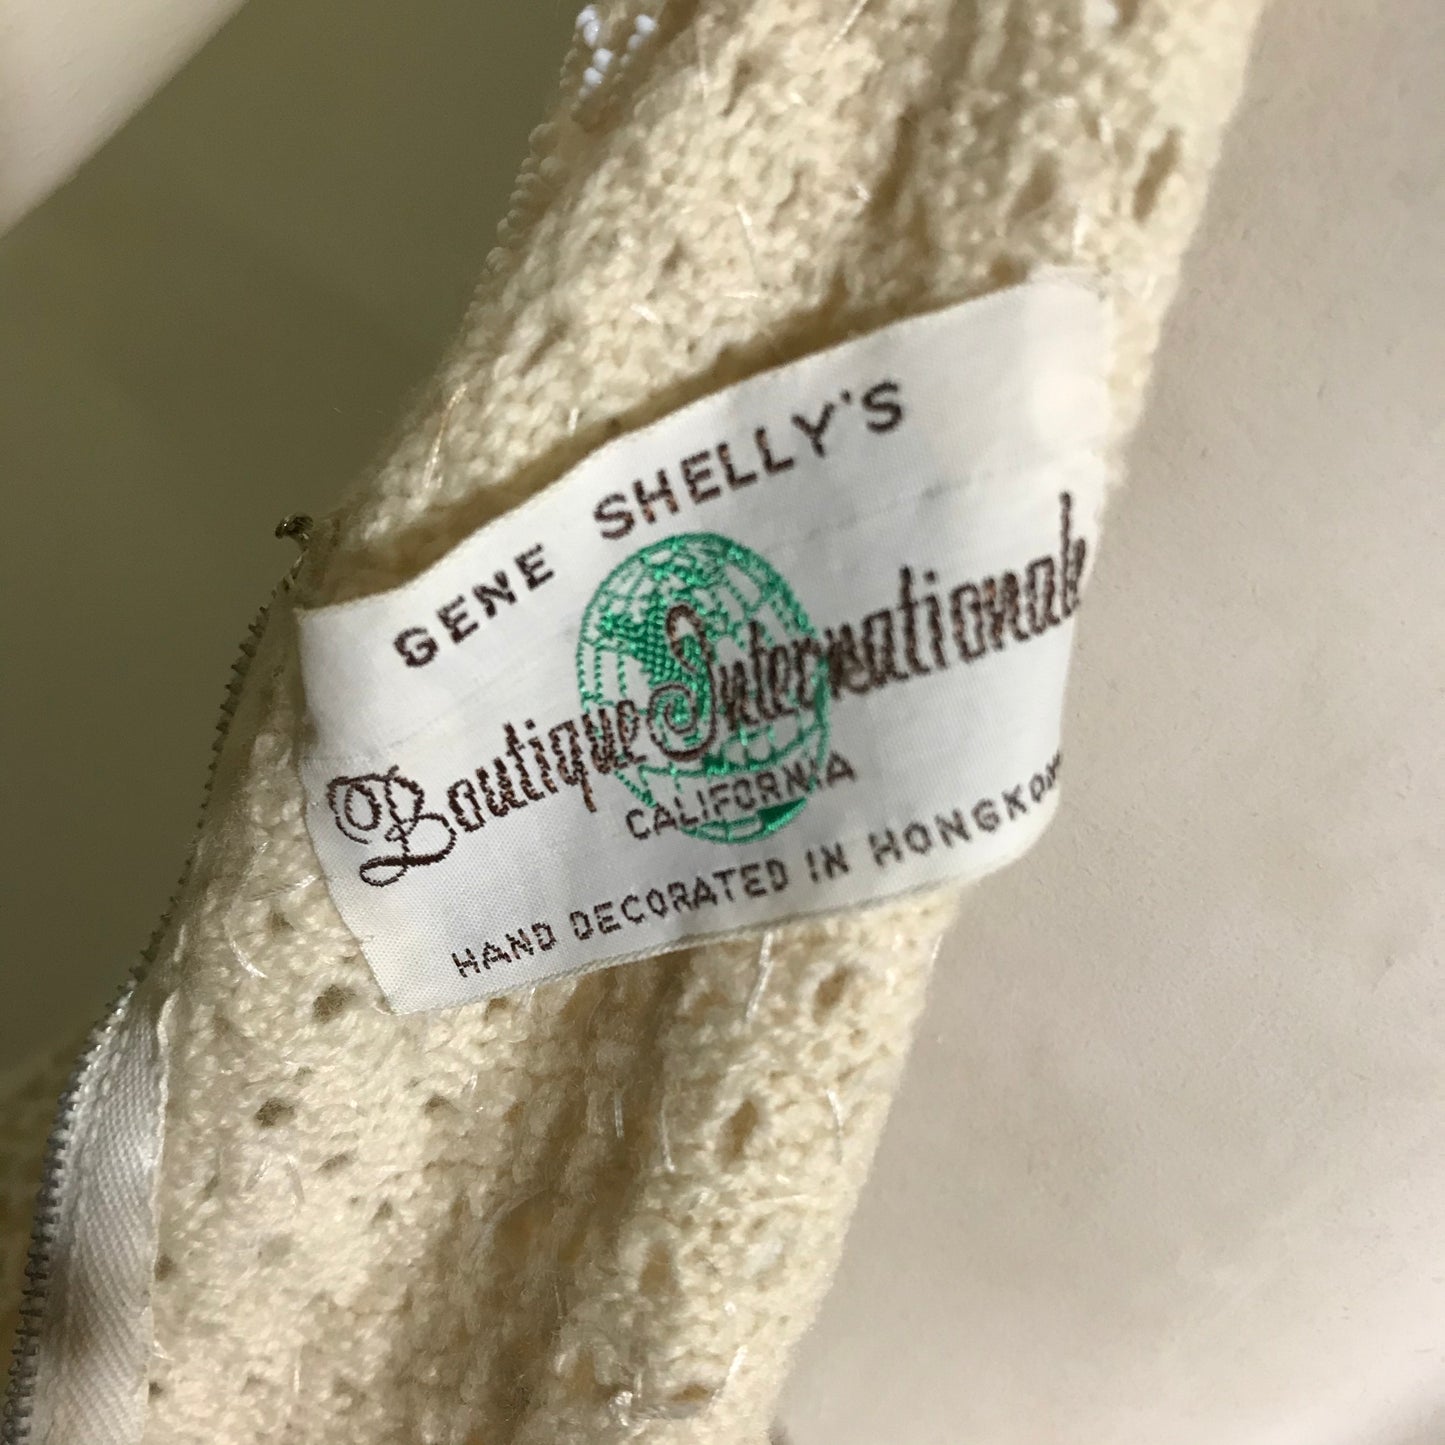 GENE SHELLY'S
Boutique Internationale
CALIFORNIA
HAND DECORATED IN HONGKONG